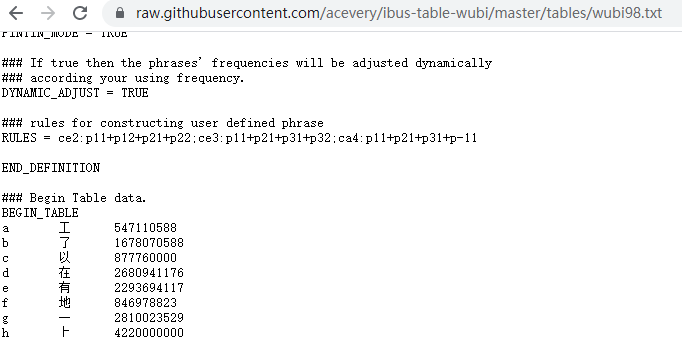 raw.githubusercontent.com/acevery/ibus-table-wubi/master/tables/wubi98.txt
PINYIN_MODE = TRUE
### If true then the phrases' frequencies will be adjusted dynamically
### according your using frequency.
DYNAMIC_ADJUST = TRUE
### rules for constructing user defined phrase
RULES = ce2:p11+p12+p21+p22;ce3:p11+p21+p31+p32;ca4:p11+p21+p31+p-11
END_DEFINITION
### Begin Table data.
BEGIN_TABLE
a 工 547110588
b 了 1678070588
c 以 877760000
d 在 2680941176
e 有 2293694117
f 地 846978823
g 一 2810023529
h 上 4220000000